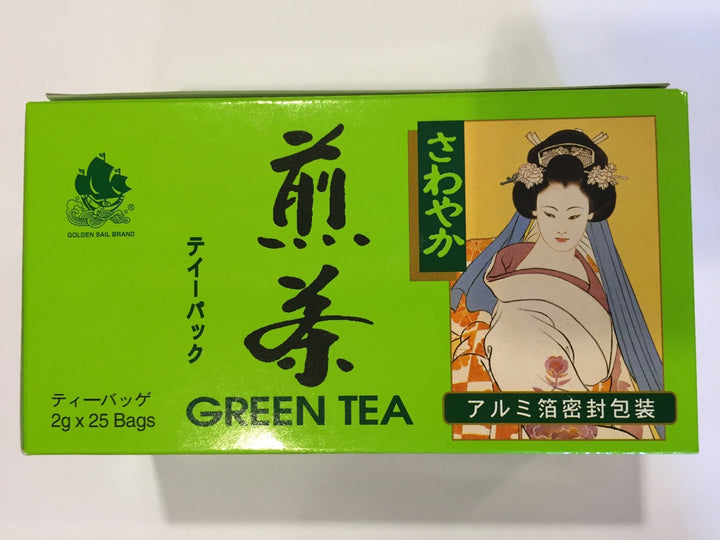 ®
GOLDEN SAIL BRAND
テイーパック
ティーバッゲ
2g x 25 Bags
煎茶
GREEN TEA
さわやか
アルミ箔密封包装